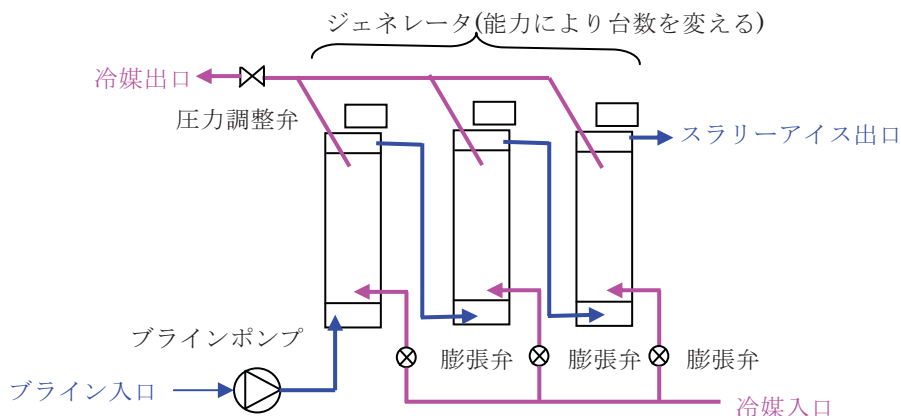 ジェネレータ(能力により台数を変える)
冷媒出口
圧力調整弁
スラリーアイス出口
ブラインポンプ
膨張弁
膨張弁
膨張弁
ブライン入口
冷媒入口